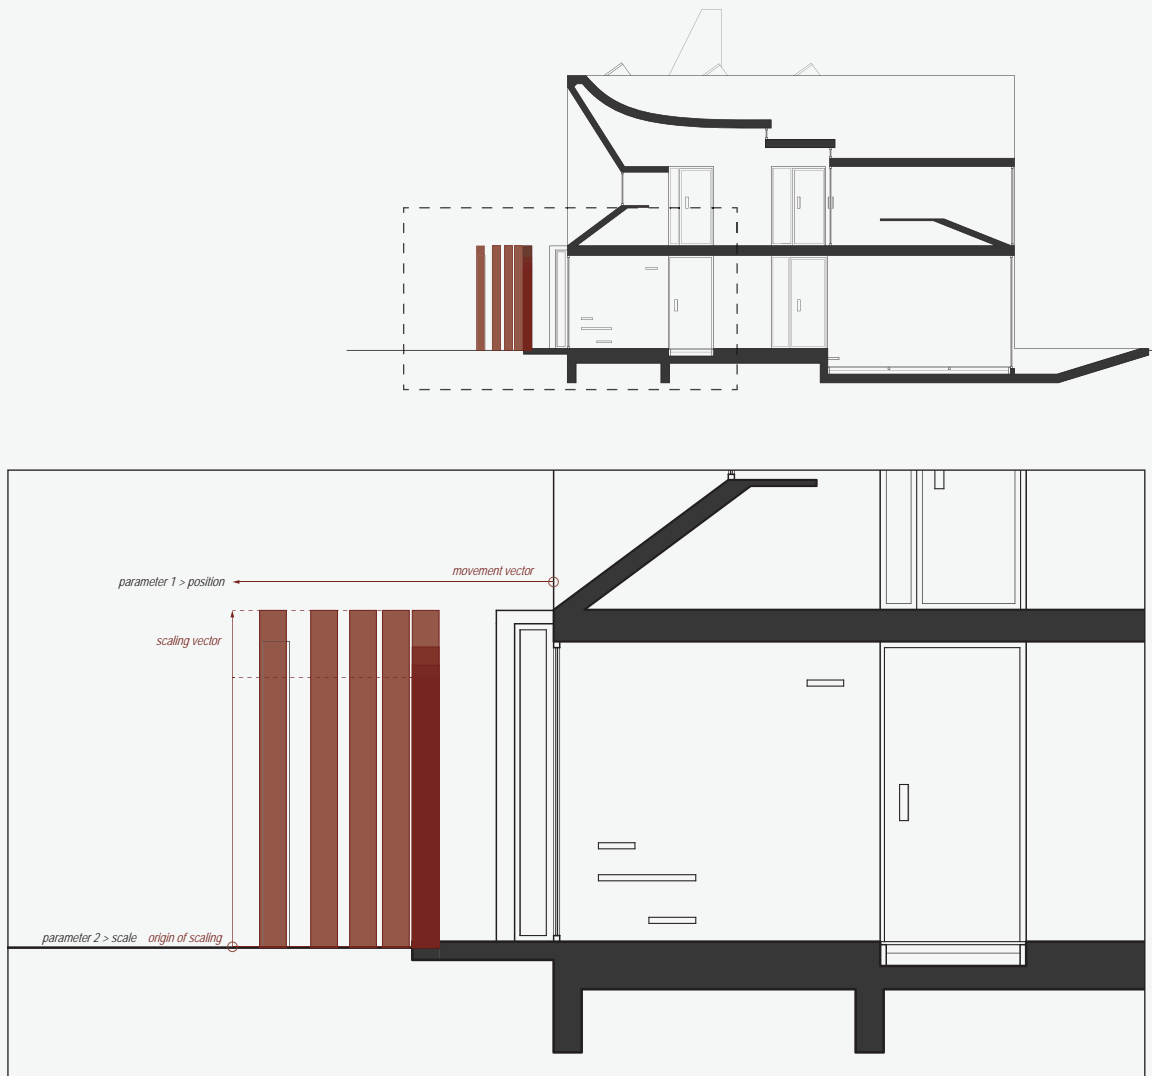 movement vector
parameter 1 > position
scaling vector
parameter 2 > scale origin of scaling